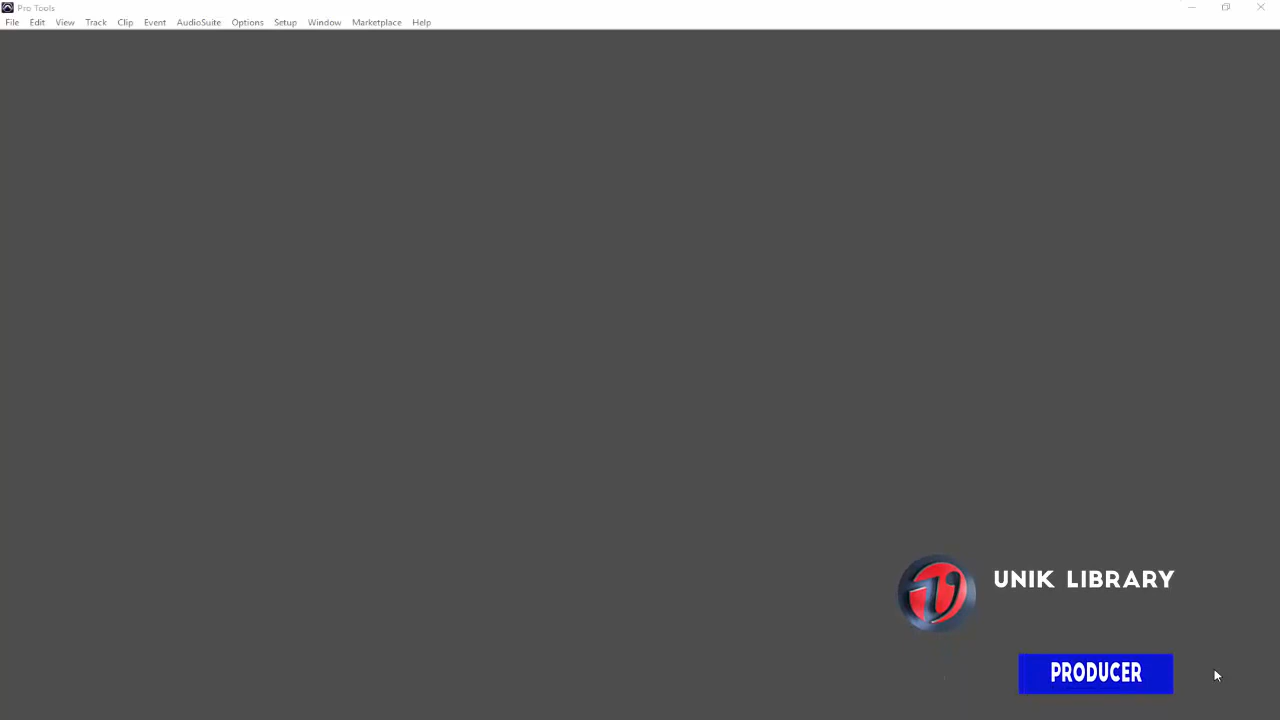 Pro Tools
File Edit View Track Clip Event AudioSuite Options Setup Window Marketplace Help
UNIK LIBRARY
PRODUCER